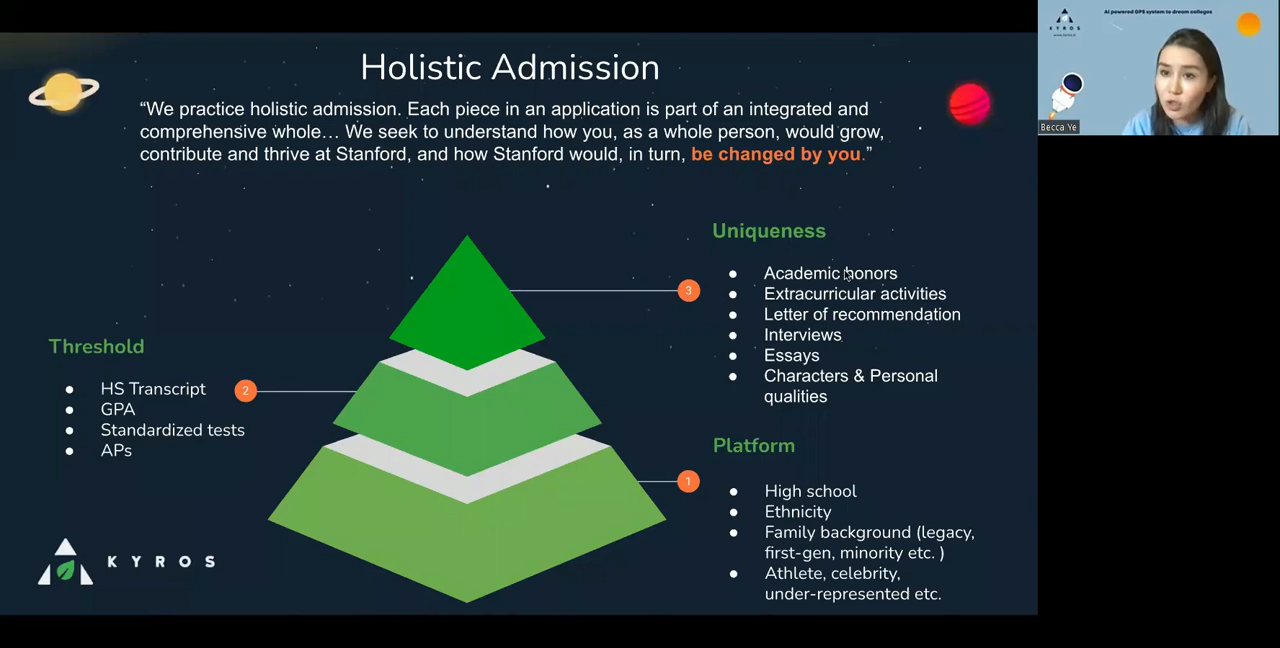 Holistic Admission
“We practice holistic admission. Each piece in an application is part of an integrated and
comprehensive whole… We seek to understand how you, as a whole person, would grow,
contribute and thrive at Stanford, and how Stanford would, in turn, be changed by you.”
Uniqueness
● Academic honors
● Extracurricular activities
● Letter of recommendation
● Interviews
● Essays
● Characters & Personal
qualities
3
Threshold
● HS Transcript
● GPA
● Standardized tests
● APs
2
Platform
● High school
● Ethnicity
● Family background (legacy,
first-gen, minority etc. )
● Athlete, celebrity,
under-represented etc.
1
KYROS
AI powered GPS system to dream colleges
KYROS
Becca Ye